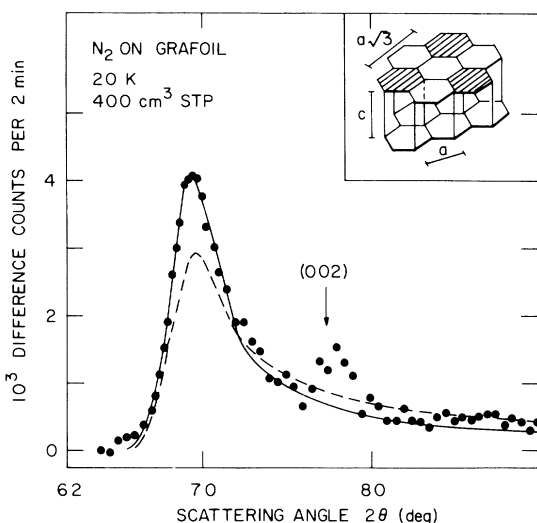 N₂ ON GRAFOIL
20 K
400 cm³ STP
a√3
c
a
(002)
10³ DIFFERENCE COUNTS PER 2 min
4
2
0
62 70 80
SCATTERING ANGLE 2θ (deg)